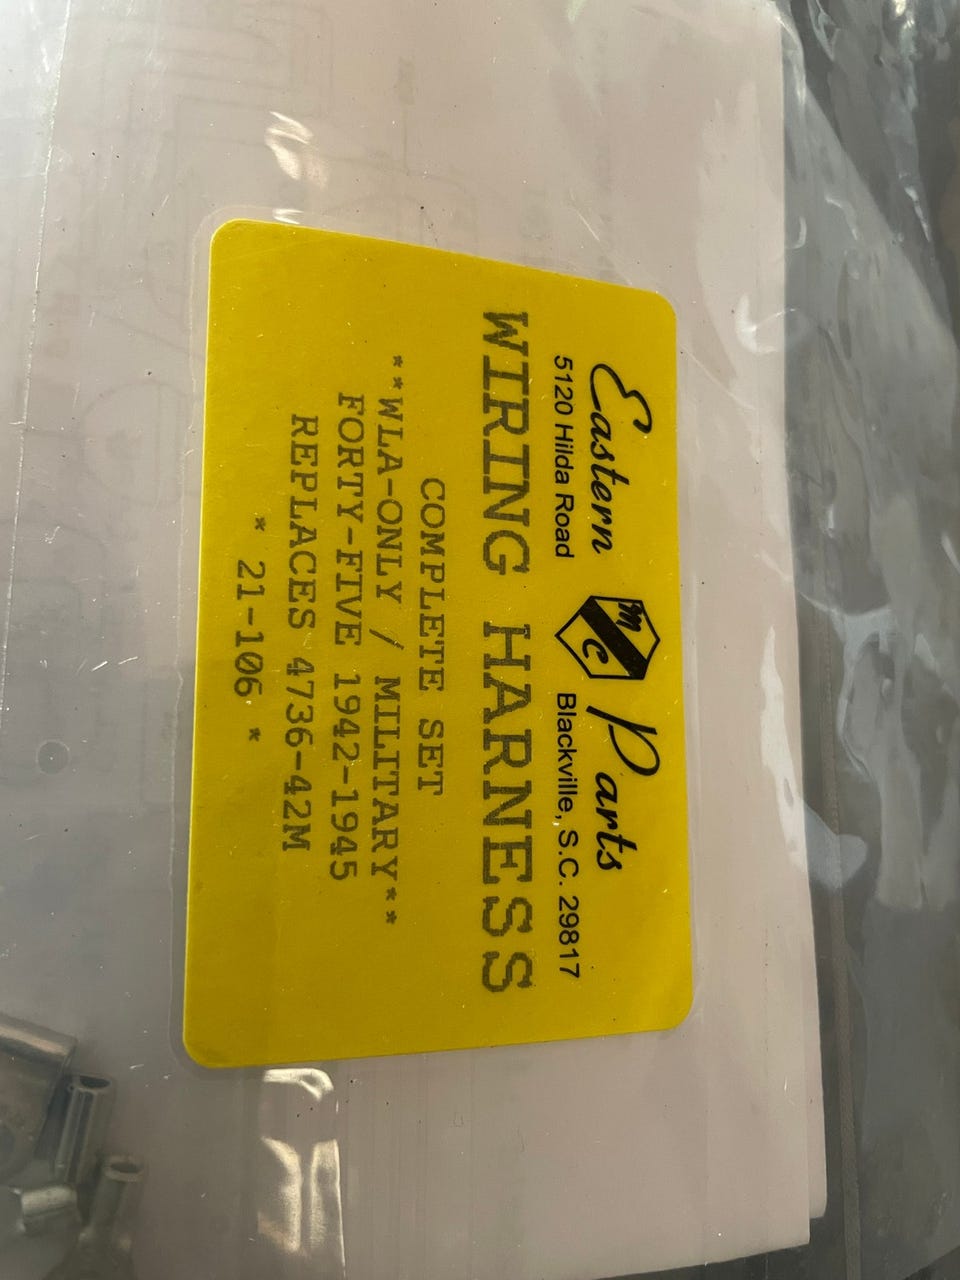 Eastern mc Parts
5120 Hilda Road Blackville, S.C. 29817
WIRING HARNESS
COMPLETE SET
**WLA-ONLY / MILITARY**
FORTY-FIVE 1942-1945
REPLACES 4736-42M
* 21-106 *